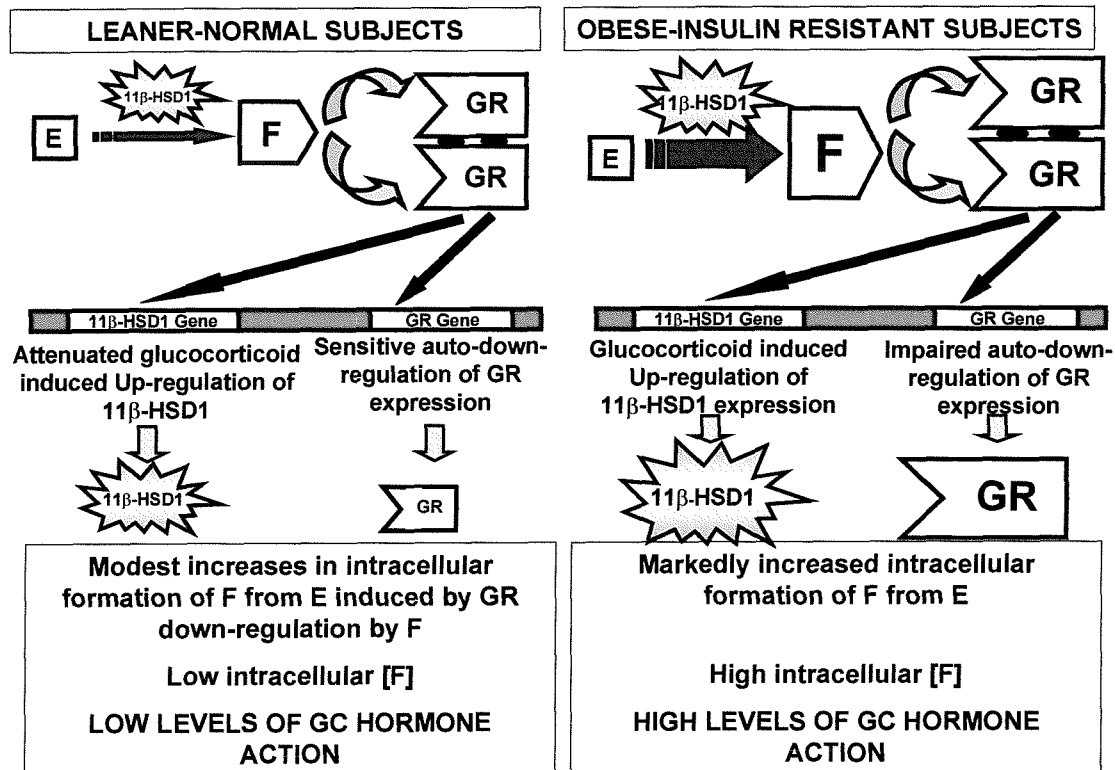 LEANER-NORMAL SUBJECTS
11β-HSD1
E
F
GR
GR
11β-HSD1 Gene
GR Gene
Attenuated glucocorticoid
induced Up-regulation of
11β-HSD1
Sensitive auto-down-
regulation of GR
expression
11β-HSD1
GR
Modest increases in intracellular
formation of F from E induced by GR
down-regulation by F
Low intracellular [F]
LOW LEVELS OF GC HORMONE
ACTION
OBESE-INSULIN RESISTANT SUBJECTS
11β-HSD1
E
F
GR
GR
11β-HSD1 Gene
GR Gene
Glucocorticoid induced
Up-regulation of
11β-HSD1 expression
Impaired auto-down-
regulation of GR
expression
11β-HSD1
GR
Markedly increased intracellular
formation of F from E
High intracellular [F]
HIGH LEVELS OF GC HORMONE
ACTION